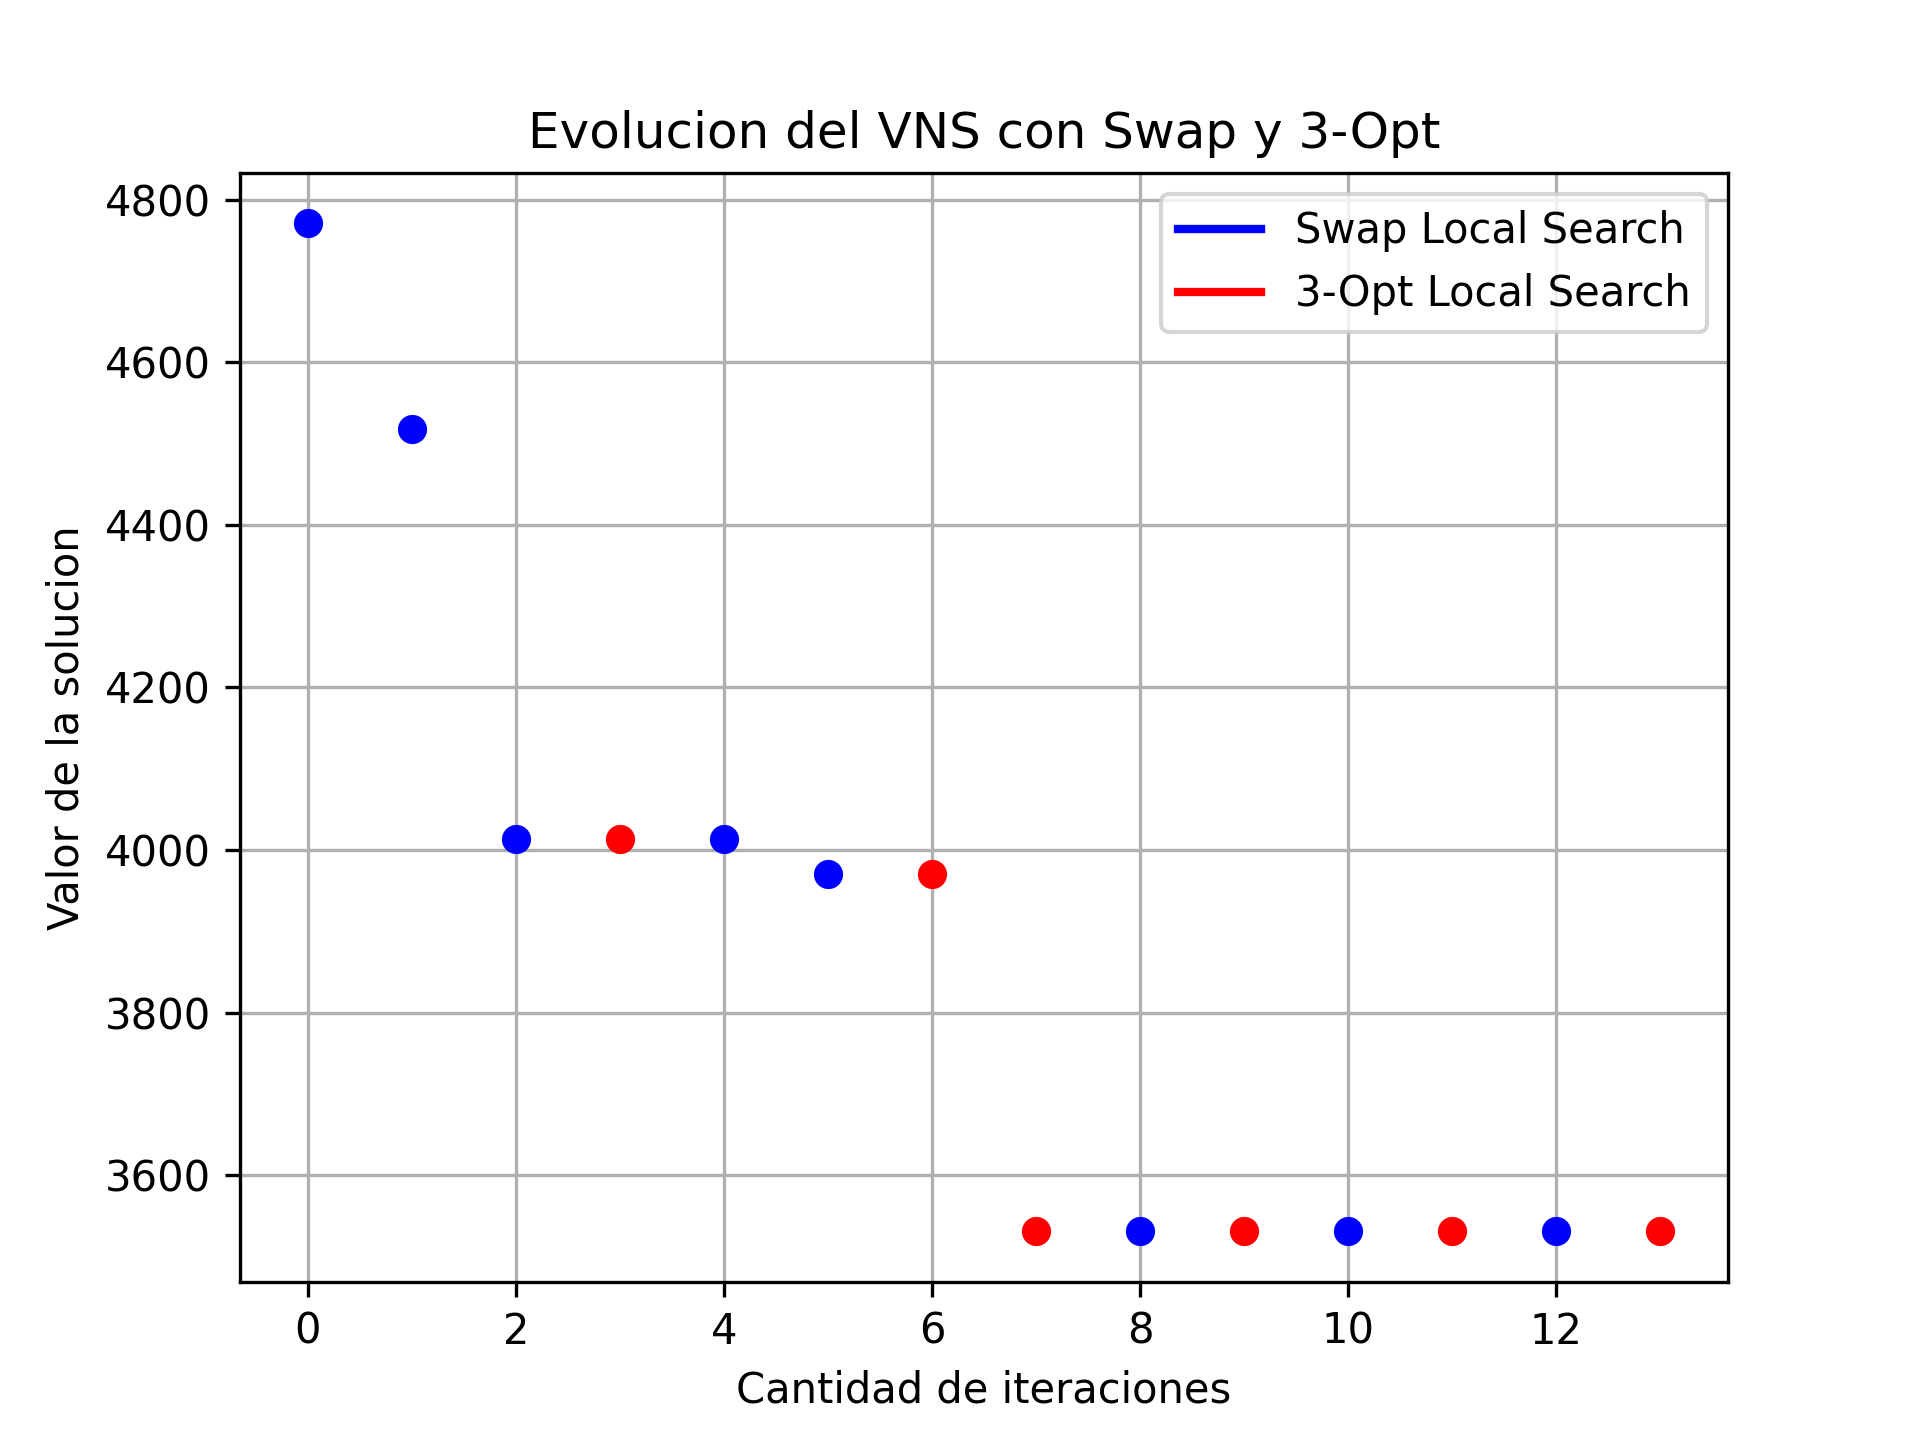 Evolucion del VNS con Swap y 3-Opt
Swap Local Search
3-Opt Local Search
Valor de la solucion
4800
4600
4400
4200
4000
3800
3600
0 2 4 6 8 10 12
Cantidad de iteraciones